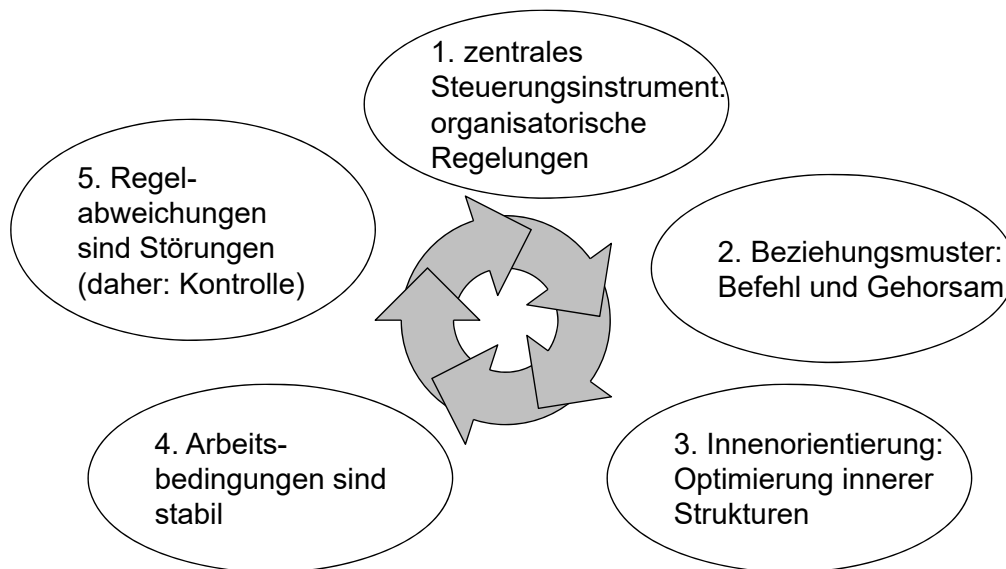 1. zentrales
Steuerungsinstrument:
organisatorische
Regelungen
2. Beziehungsmuster:
Befehl und Gehorsam
3. Innenorientierung:
Optimierung innerer
Strukturen
4. Arbeits-
bedingungen sind
stabil
5. Regel-
abweichungen
sind Störungen
(daher: Kontrolle)